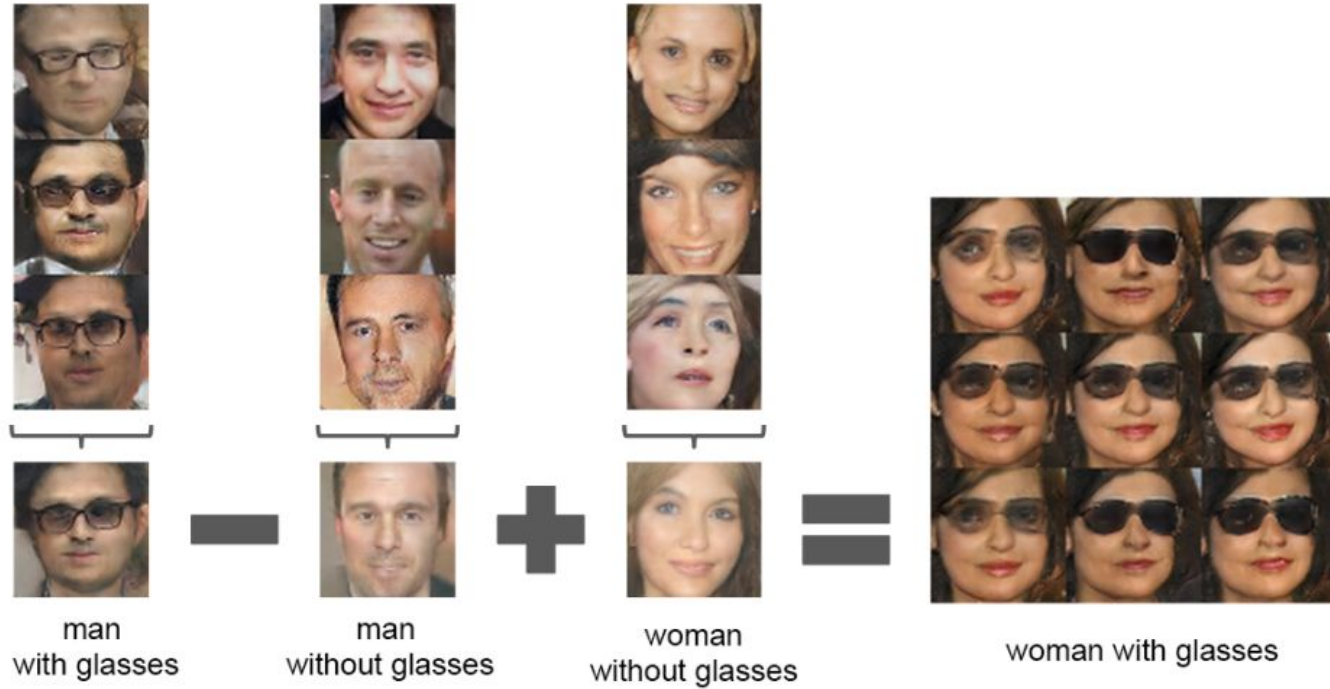 man
with glasses
man
without glasses
woman
without glasses
woman with glasses